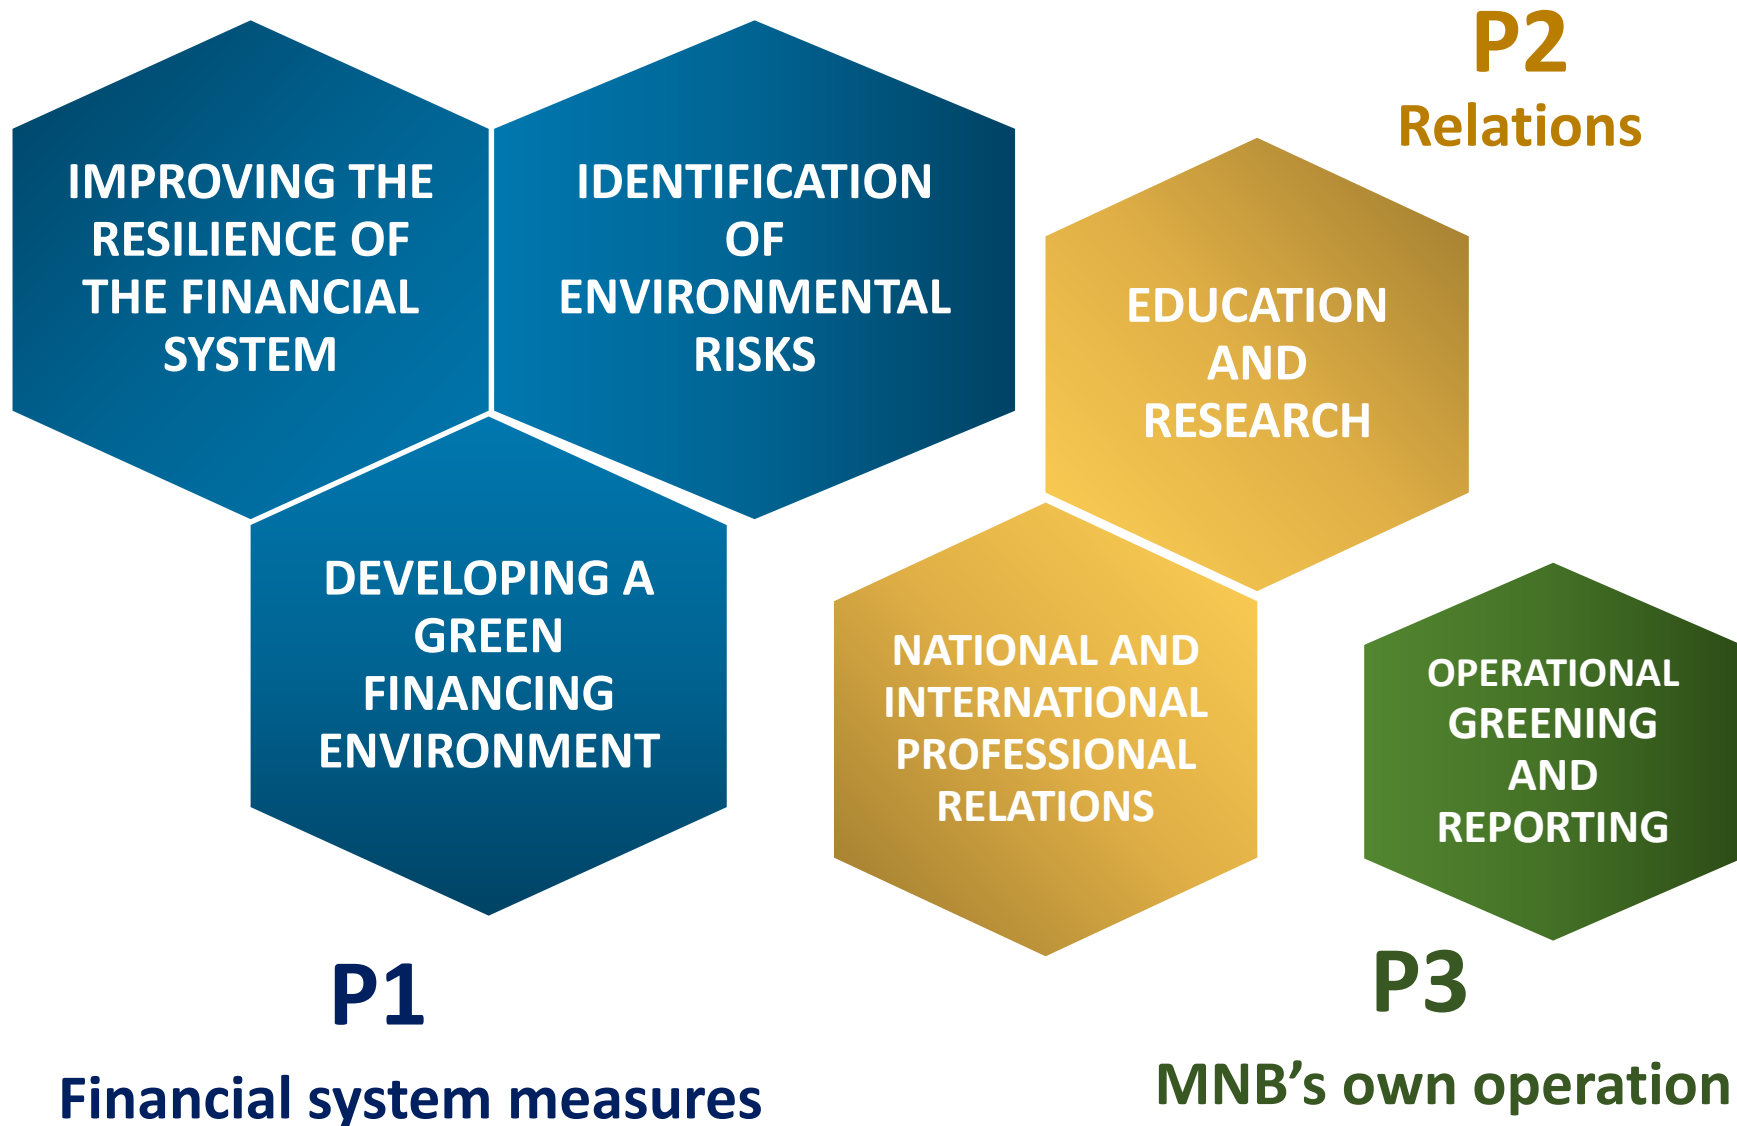 IMPROVING THE
RESILIENCE OF
THE FINANCIAL
SYSTEM
IDENTIFICATION
OF
ENVIRONMENTAL
RISKS
DEVELOPING A
GREEN
FINANCING
ENVIRONMENT
P1
Financial system measures
P2
Relations
EDUCATION
AND
RESEARCH
NATIONAL AND
INTERNATIONAL
PROFESSIONAL
RELATIONS
OPERATIONAL
GREENING
AND
REPORTING
P3
MNB’s own operation